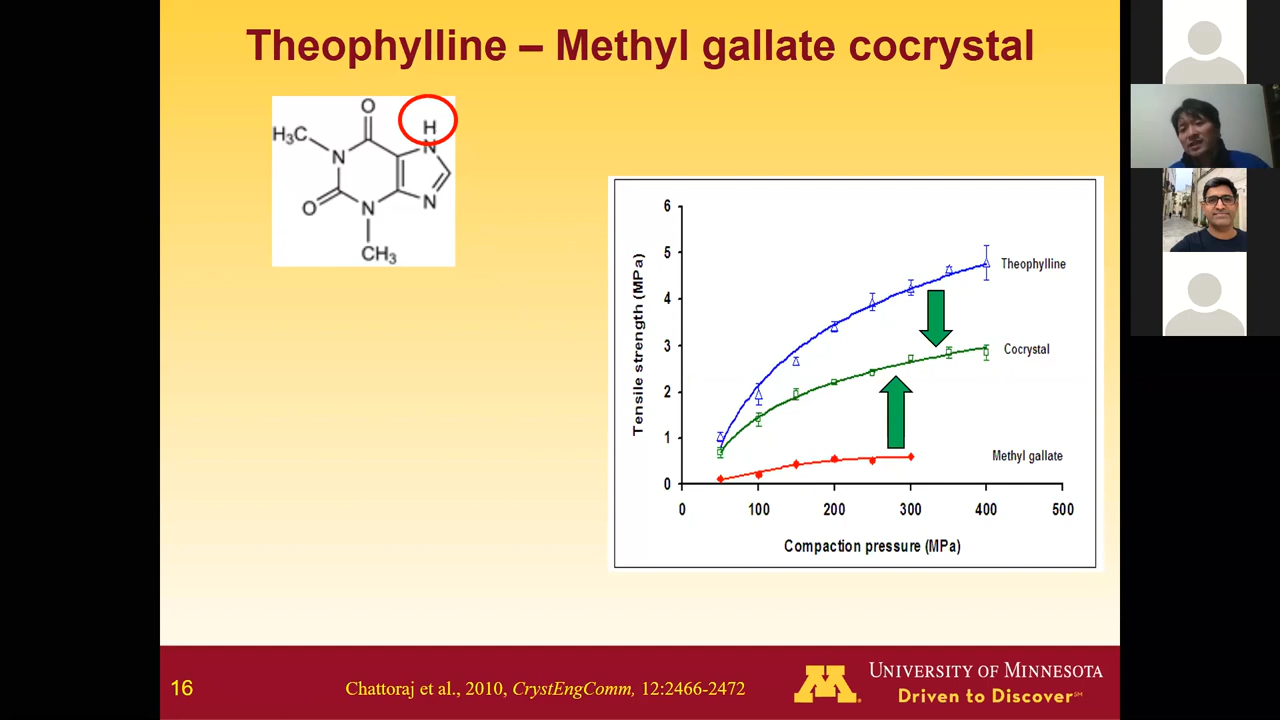 Theophylline – Methyl gallate cocrystal
O
H
H₃C
N
N
O
N
N
CH₃
6
5
4
3
2
1
0
Tensile strength (MPa)
Theophylline
Cocrystal
Methyl gallate
0 100 200 300 400 500
Compaction pressure (MPa)
16
Chattoraj et al., 2010, CrystEngComm, 12:2466-2472
M
UNIVERSITY OF MINNESOTA
Driven to Discover℠